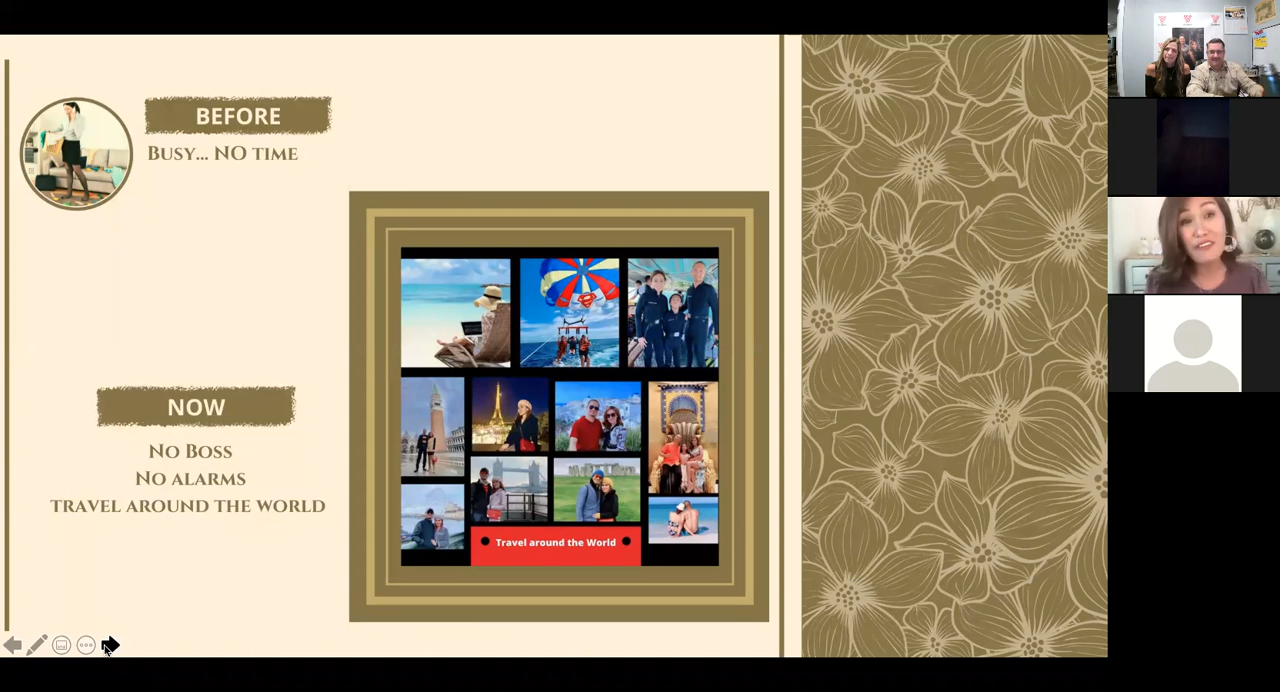 BEFORE
BUSY... NO TIME
NOW
NO BOSS
NO ALARMS
TRAVEL AROUND THE WORLD
Travel around the World